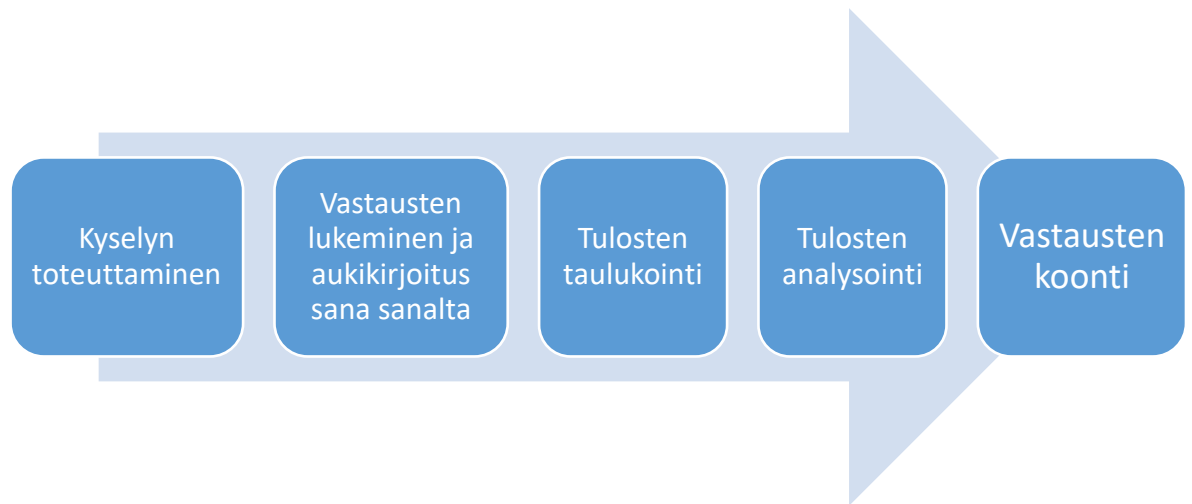 Kyselyn
toteuttaminen
Vastausten
lukeminen ja
aukikirjoitus
sana sanalta
Tulosten
taulukointi
Tulosten
analysointi
Vastausten
koonti